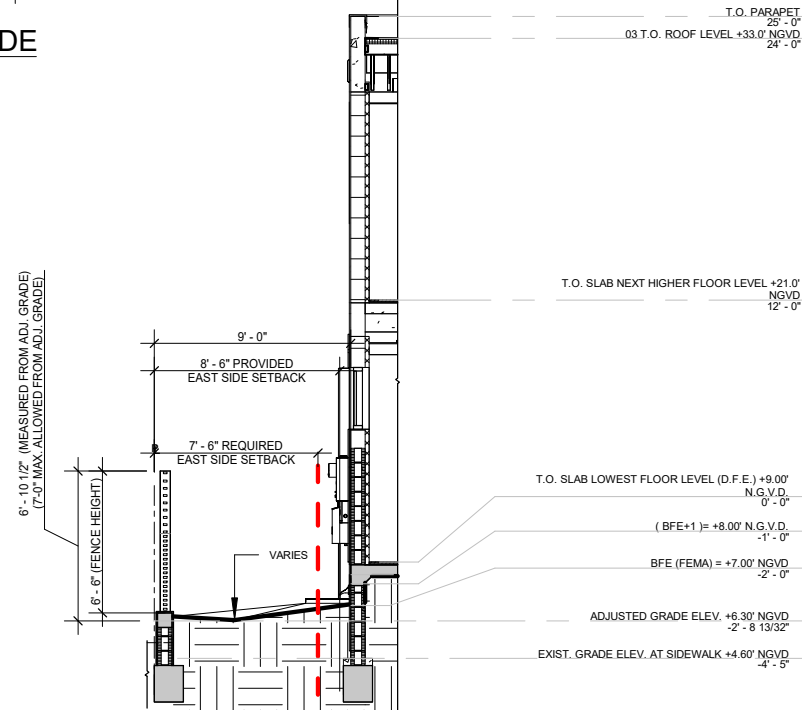 DE
T.O. PARAPET
25' - 0"
03 T.O. ROOF LEVEL +33.0' NGVD
24' - 0"
T.O. SLAB NEXT HIGHER FLOOR LEVEL +21.0'
NGVD
12' - 0"
9' - 0"
8' - 6" PROVIDED
EAST SIDE SETBACK
7' - 6" REQUIRED
EAST SIDE SETBACK
6' - 10 1/2" (MEASURED FROM ADJ. GRADE)
(7'-0" MAX. ALLOWED FROM ADJ. GRADE)
6' - 6" (FENCE HEIGHT)
VARIES
T.O. SLAB LOWEST FLOOR LEVEL (D.F.E.) +9.00'
N.G.V.D.
0' - 0"
( BFE+1 )= +8.00' N.G.V.D.
-1' - 0"
BFE (FEMA) = +7.00' NGVD
-2' - 0"
ADJUSTED GRADE ELEV. +6.30' NGVD
-2' - 8 13/32"
EXIST. GRADE ELEV. AT SIDEWALK +4.60' NGVD
-4' - 5"